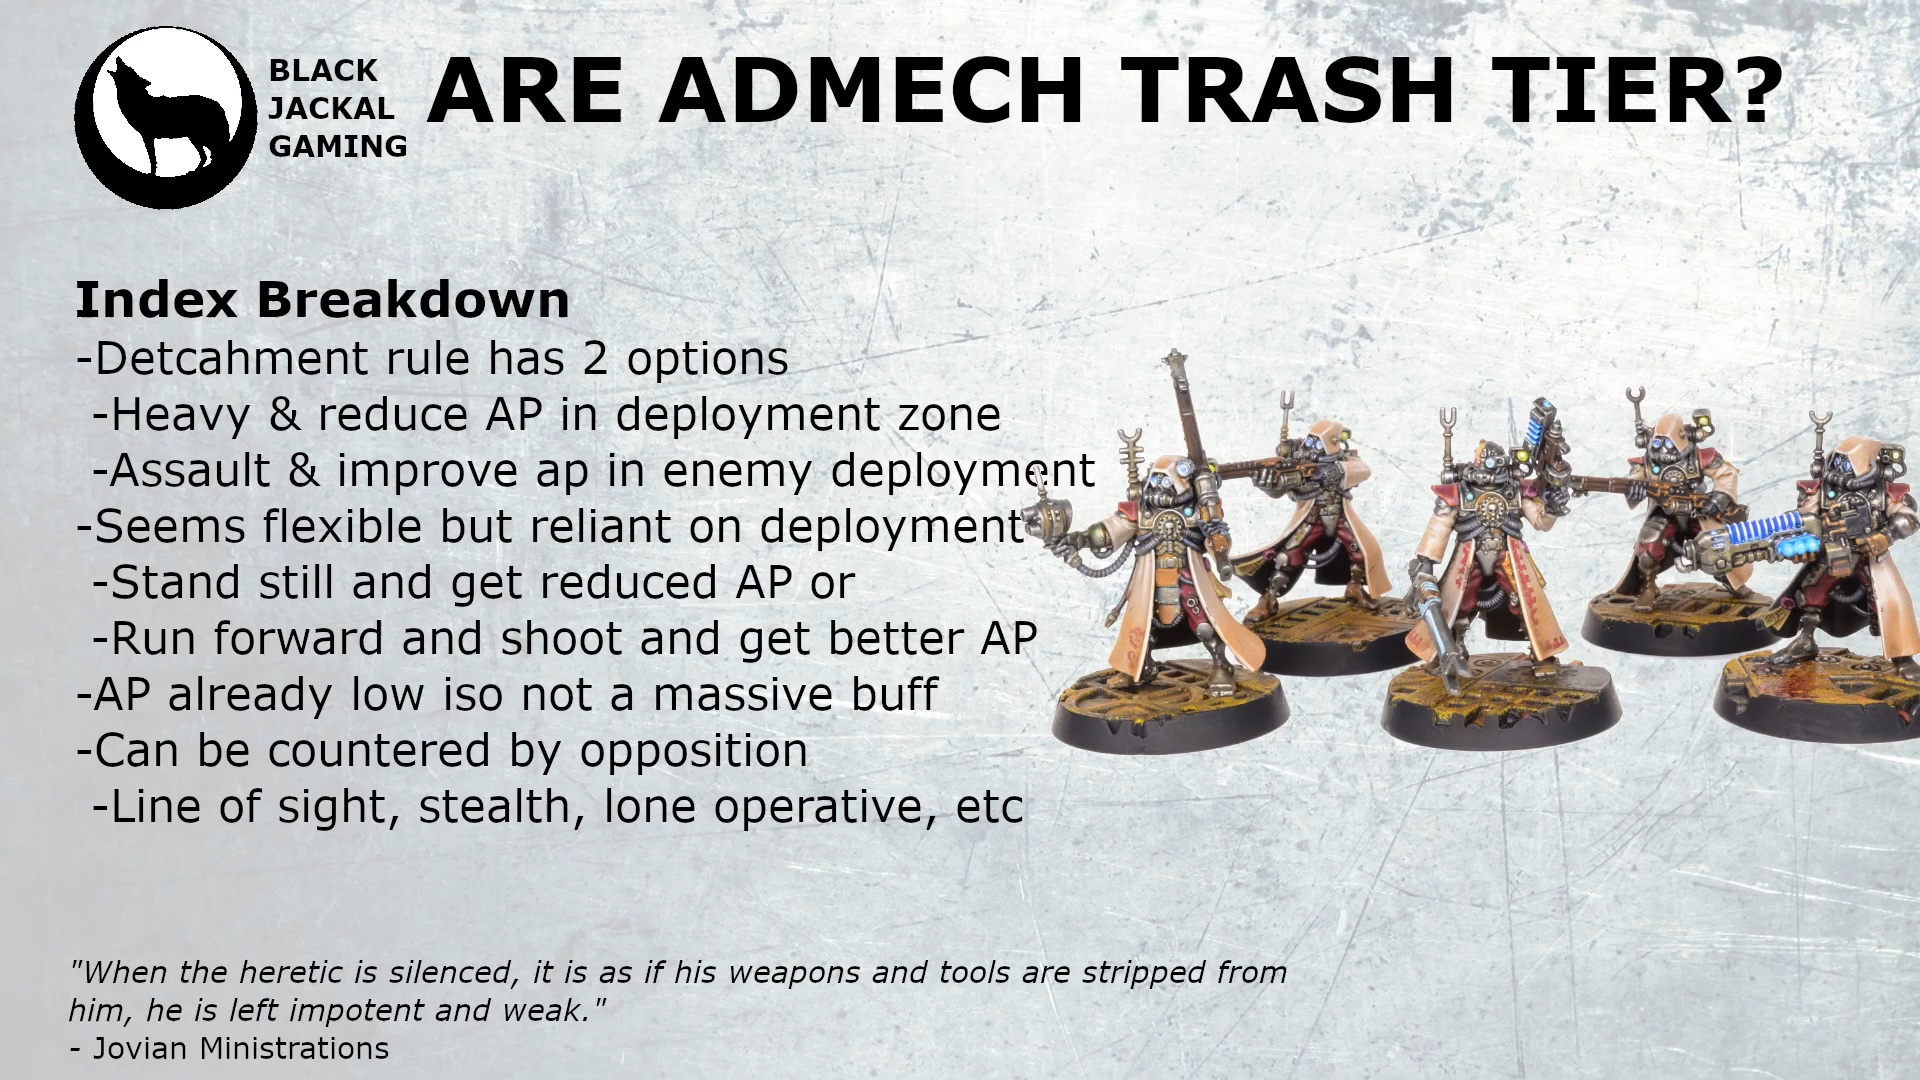 BLACK
JACKAL
GAMING
ARE ADMECH TRASH TIER?
Index Breakdown
-Detcahment rule has 2 options
-Heavy & reduce AP in deployment zone
-Assault & improve ap in enemy deployment
-Seems flexible but reliant on deployment
-Stand still and get reduced AP or
-Run forward and shoot and get better AP
-AP already low iso not a massive buff
-Can be countered by opposition
-Line of sight, stealth, lone operative, etc
"When the heretic is silenced, it is as if his weapons and tools are stripped from
him, he is left impotent and weak."
- Jovian Ministrations